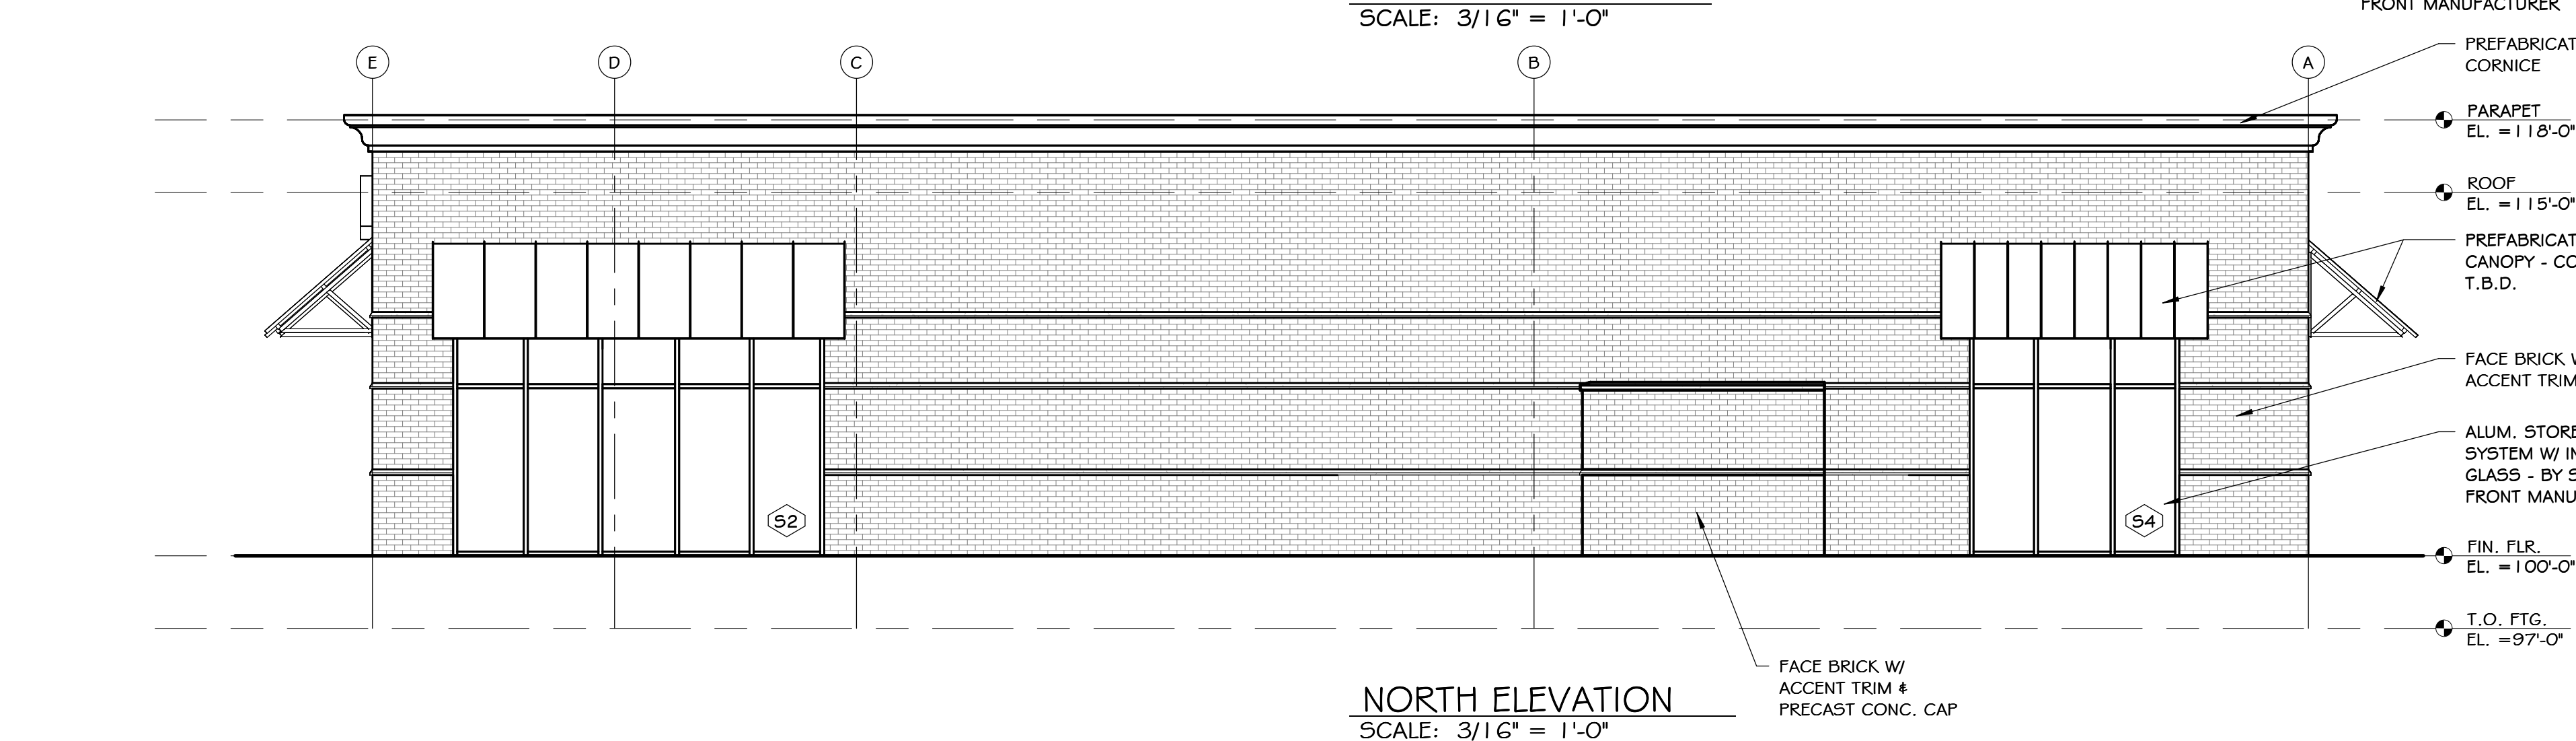 SCALE: 3/16" = 1'-0"
FRONT MANUFACTURER
E
D
C
B
A
PREFABRICAT
CORNICE
PARAPET
EL. =118'-0"
ROOF
EL. =115'-0"
PREFABRICAT
CANOPY - CO
T.B.D.
FACE BRICK W
ACCENT TRIM
ALUM. STORE
SYSTEM W/ IN
GLASS - BY S
FRONT MANU
S2
S4
FIN. FLR.
EL. =100'-0"
T.O. FTG.
EL. =97'-0"
FACE BRICK W/
ACCENT TRIM &
PRECAST CONC. CAP
NORTH ELEVATION
SCALE: 3/16" = 1'-0"